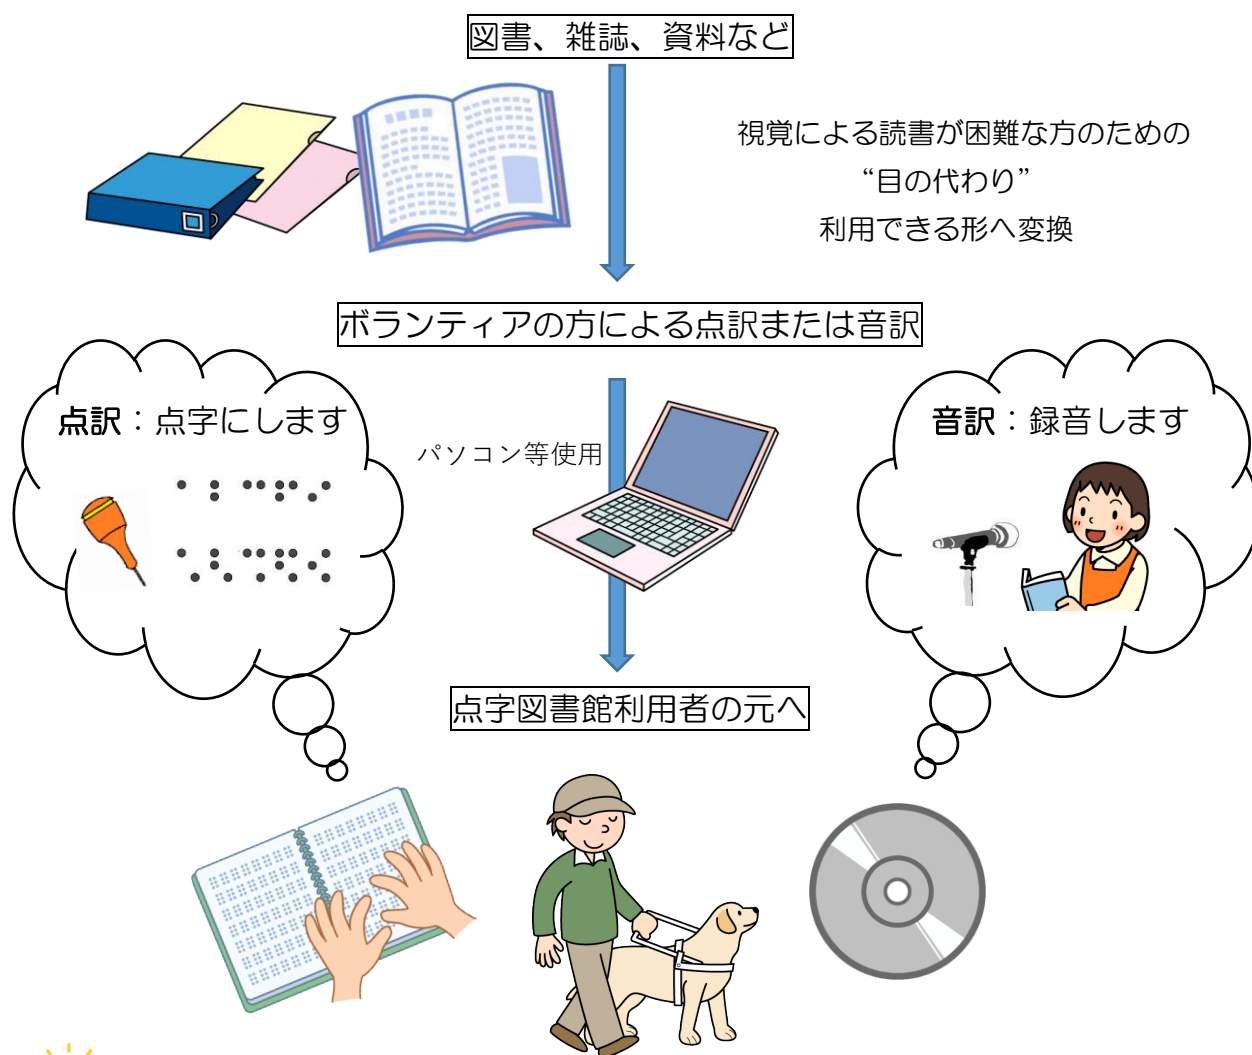 図書、雑誌、資料など
視覚による読書が困難な方のための
“目の代わり”
利用できる形へ変換
ボランティアの方による点訳または音訳
点訳：点字にします
パソコン等使用
音訳：録音します
点字図書館利用者の元へ